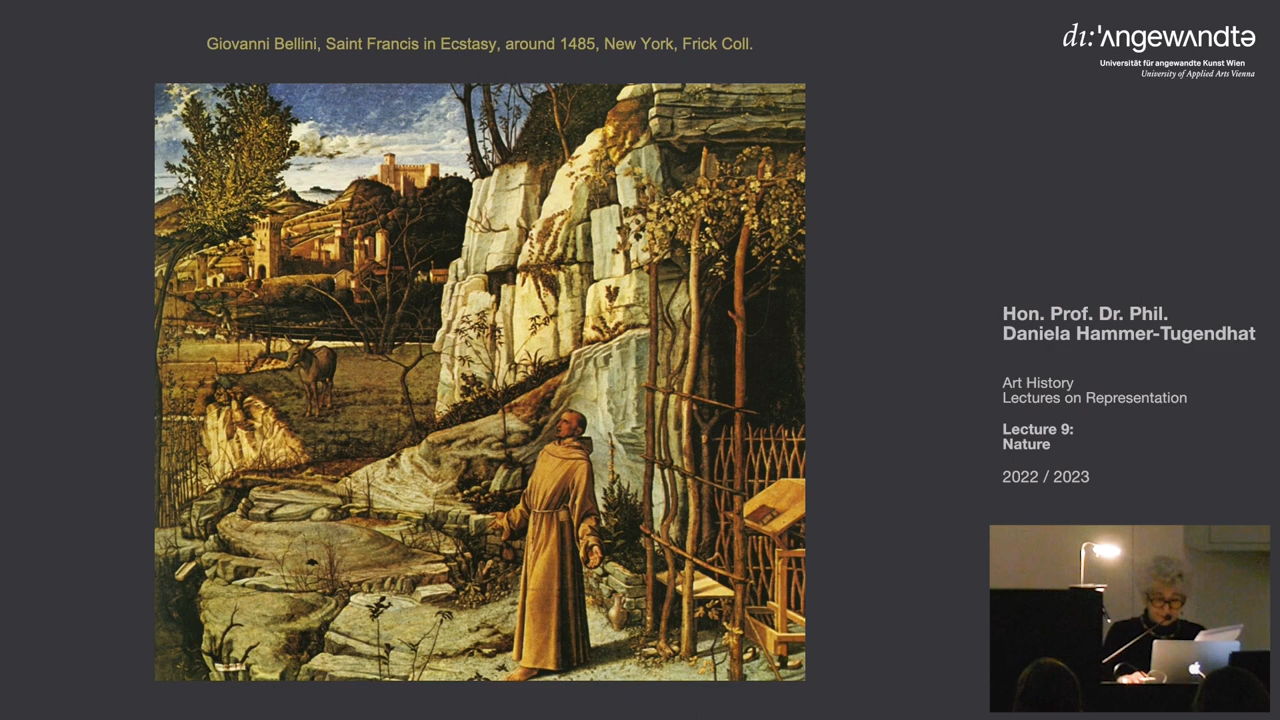 Giovanni Bellini, Saint Francis in Ecstasy, around 1485, New York, Frick Coll.
dı:'ʌngewʌndtə
Universität für angewandte Kunst Wien
University of Applied Arts Vienna
Hon. Prof. Dr. Phil.
Daniela Hammer-Tugendhat
Art History
Lectures on Representation
Lecture 9:
Nature
2022 / 2023